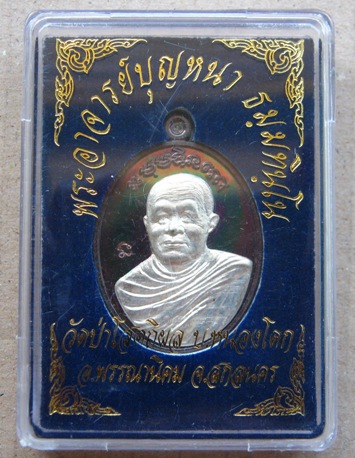 พระอาจารย์บุญหนา ธมฺมทินฺโน
วัดป่าโสตถิผล บ.หนองโดก
อ.พรรณานิคม จ.สกลนคร